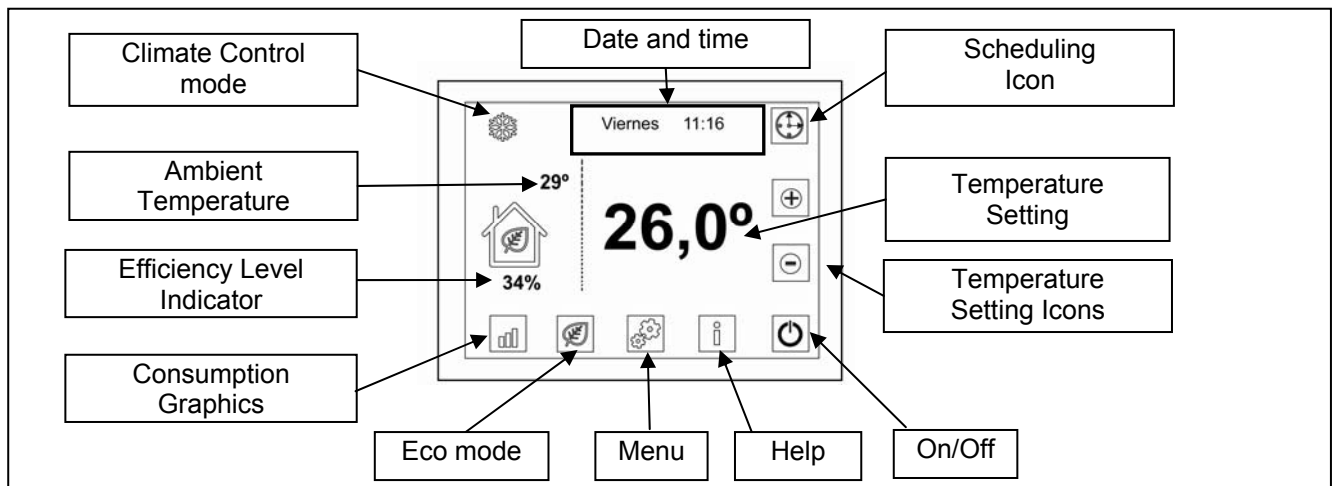 Date and time
Climate Control
mode
Scheduling
Icon
Viernes 11:16
Ambient
Temperature
29º
Temperature
Setting
26,0º
Efficiency Level
Indicator
34%
Temperature
Setting Icons
Consumption
Graphics
Eco mode
Menu
Help
On/Off